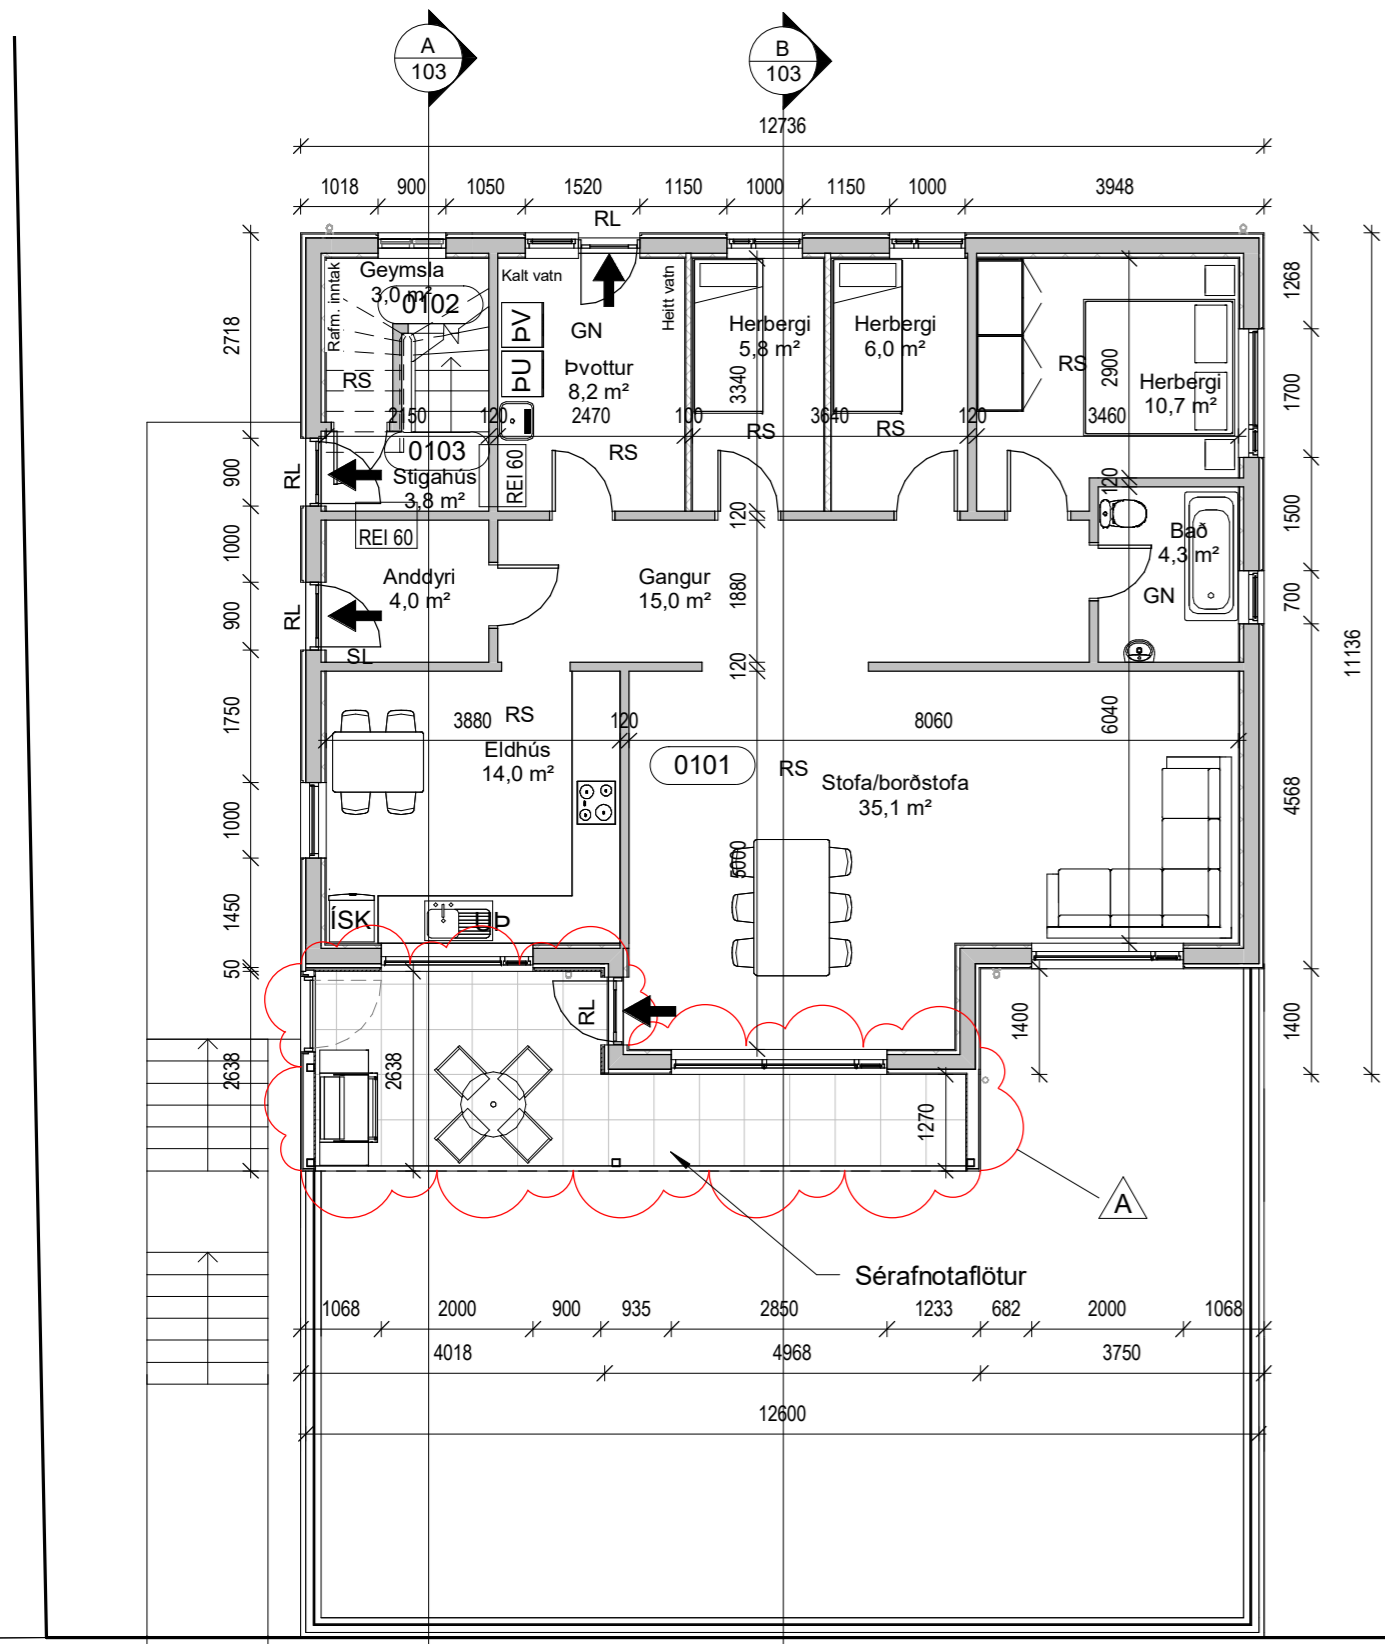 A
103
B
103
12736
1018
900
1050
1520
1150
1000
1150
1000
3948
RL
Geymsla
3,0 m²
0102
Rafm. inntak
RS
Kalt vatn
ÞV
ÞU
GN
Heitt vatn
Þvottur
8,2 m²
Herbergi
5,8 m²
3340
Herbergi
6,0 m²
RS
2900
Herbergi
10,7 m²
2150
120
2470
100
3640
120
3460
RS
RS
RS
0103
Stigahús
3,8 m²
REI 60
REI 60
RL
RL
SL
Anddyri
4,0 m²
Gangur
15,0 m²
120
1880
120
120
Bað
4,3 m²
GN
2718
900
1000
900
1750
1000
1450
50
2638
1268
1700
1500
700
4568
1400
11136
3880
RS
120
8060
6040
Eldhús
14,0 m²
0101
RS
Stofa/borðstofa
35,1 m²
5000
ÍSK
UÞ
RL
2638
1400
1270
A
Sérafnotaflötur
1068
2000
900
935
2850
1233
682
2000
1068
4018
4968
3750
12600